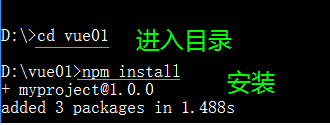 D:\>cd vue01 进入目录
D:\vue01>npm install 安装
+ myproject@1.0.0
added 3 packages in 1.488s